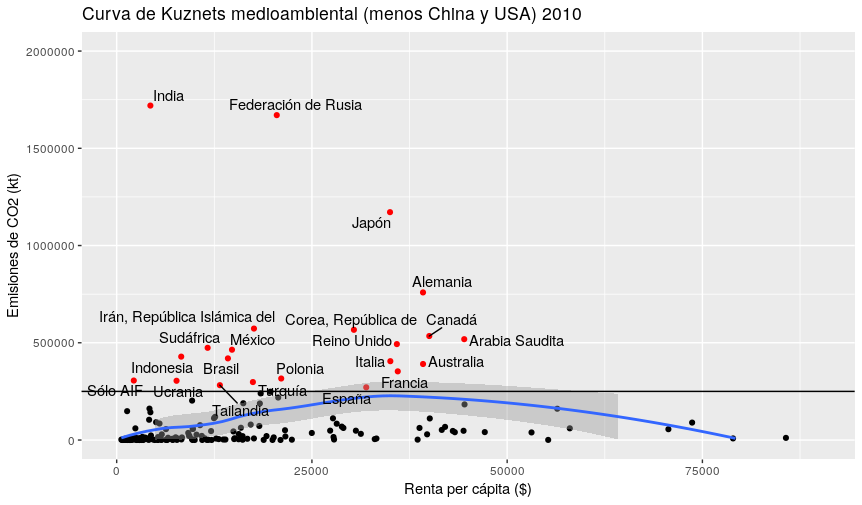 Curva de Kuznets medioambiental (menos China y USA) 2010
Emisiones de CO2 (kt)
2000000
1500000
1000000
500000
0
India
Federación de Rusia
Japón
Alemania
Irán, República Islámica del
Corea, República de
Canadá
Sudáfrica
México
Reino Unido
Arabia Saudita
Indonesia
Brasil
Polonia
Italia
Australia
Sólo AIF
Ucrania
Turquía
Francia
España
Tailandia
0
25000
50000
75000
Renta per cápita ($)